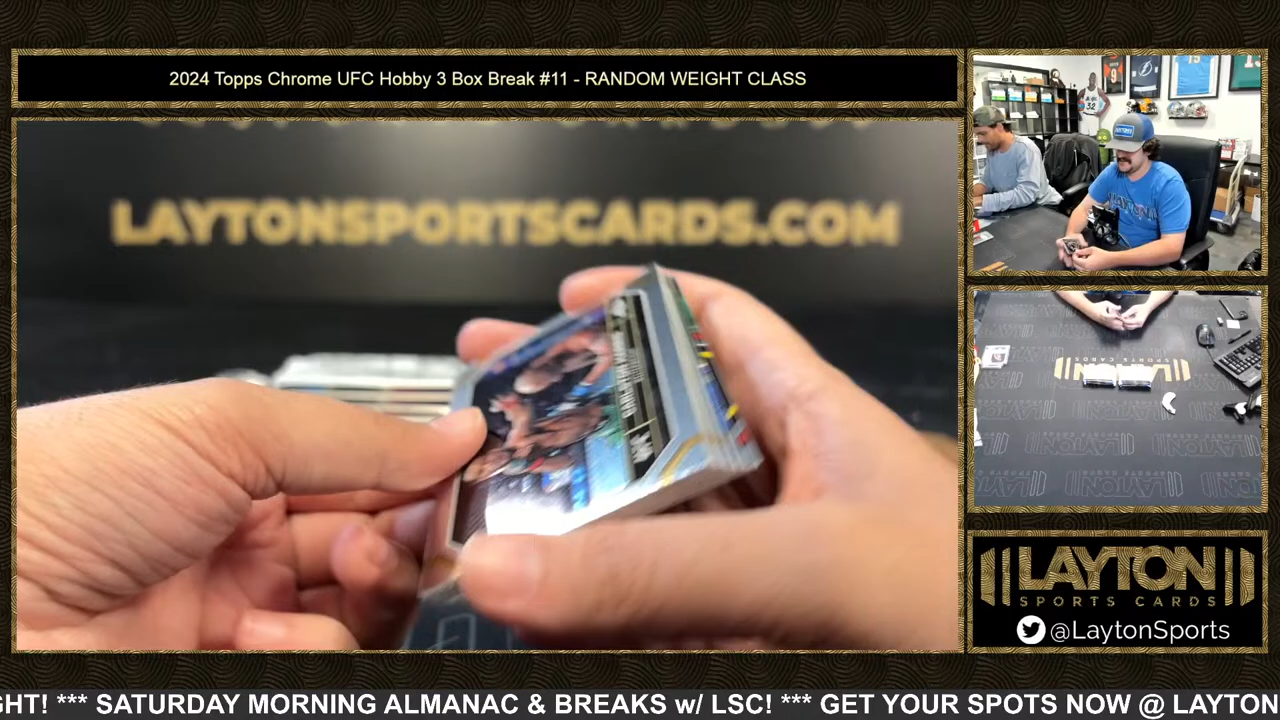 2024 Topps Chrome UFC Hobby 3 Box Break #11 - RANDOM WEIGHT CLASS
LAYTONSPORTSCARDS.COM
LAYTON
SPORTS CARDS
@LaytonSports
GHT! *** SATURDAY MORNING ALMANAC & BREAKS w/ LSC! *** GET YOUR SPOTS NOW @ LAYTON